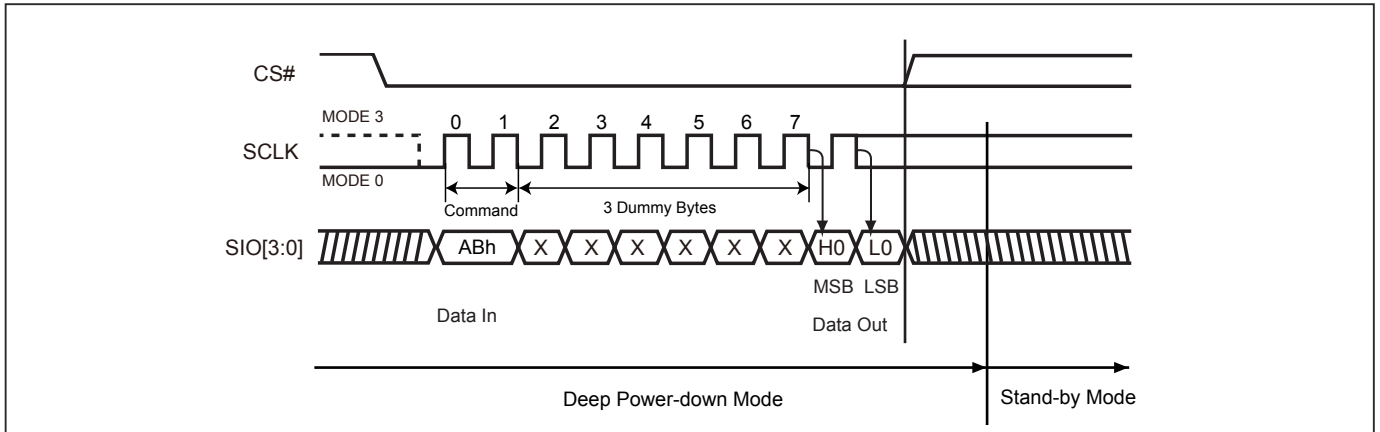 CS#
MODE 3
0 1 2 3 4 5 6 7
SCLK
MODE 0
Command
3 Dummy Bytes
SIO[3:0]
ABh X X X X X X H0 L0
MSB LSB
Data In
Data Out
Deep Power-down Mode
Stand-by Mode